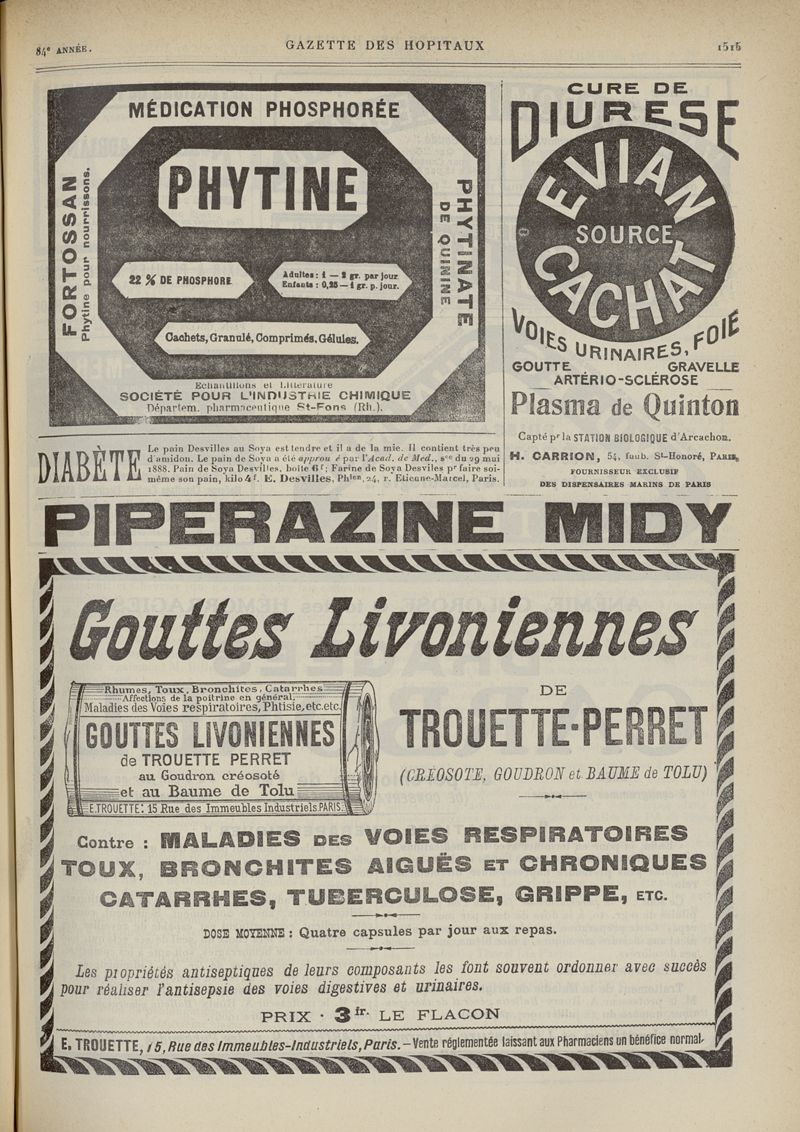 84e ANNÉE.
GAZETTE DES HOPITAUX
1515
MÉDICATION PHOSPHORÉE
FORTOSSAN
Phytine pour nourrissons.
PHYTINE
PHYTINATE
DE QUININE
22 % DE PHOSPHORE
Adultes : 1 — 2 gr. par jour
Enfants : 0,25 — 1 gr. p. jour.
Cachets, Granulé, Comprimés, Gélules.
Echantillons et Littérature
SOCIÉTÉ POUR L'INDUSTRIE CHIMIQUE
Départem. pharmaceutique St-Fons (Rh.).
CURE DE
DIURESE
EVIAN
SOURCE
CACHAT
VOIES URINAIRES, FOIE
GOUTTE GRAVELLE
ARTÉRIO-SCLÉROSE
Plasma de Quinton
Capté pr la STATION BIOLOGIQUE d'Arcachon.
H. CARRION, 54, faub. St-Honoré, PARIS,
FOURNISSEUR EXCLUSIF
DES DISPENSAIRES MARINS DE PARIS
DIABÈTE
Le pain Desvilles au Soya est tendre et il a de la mie. Il contient très peu
d'amidon. Le pain de Soya a été approu é par l'Acad. de Med., sce du 29 mai
1888. Pain de Soya Desvilles, boîte 6f; Farine de Soya Desviles pr faire soi-
même son pain, kilo 4f. E. Desvilles, Phien, 24, r. Etienne-Marcel, Paris.
PIPERAZINE MIDY
Gouttes Livoniennes
Rhumes, Toux, Bronchites, Catarrhes
Affections de la poitrine en général,
Maladies des Voies respiratoires, Phtisie, etc. etc.
GOUTTES LIVONIENNES
de TROUETTE PERRET
au Goudron créosoté
et au Baume de Tolu
E. TROUETTE: 15 Rue des Immeubles Industriels. PARIS.
DE
TROUETTE-PERRET
(CRÉOSOTE, GOUDRON et BAUME de TOLU)
Contre : MALADIES DES VOIES RESPIRATOIRES
TOUX, BRONCHITES AIGUËS ET CHRONIQUES
CATARRHES, TUBERCULOSE, GRIPPE, ETC.
DOSE MOYENNE : Quatre capsules par jour aux repas.
Les propriétés antiseptiques de leurs composants les font souvent ordonner avec succès
pour réaliser l'antisepsie des voies digestives et urinaires.
PRIX · 3 fr. LE FLACON
E. TROUETTE, 15, Rue des Immeubles-Industriels, Paris. – Vente réglementée laissant aux Pharmaciens un bénéfice normal.